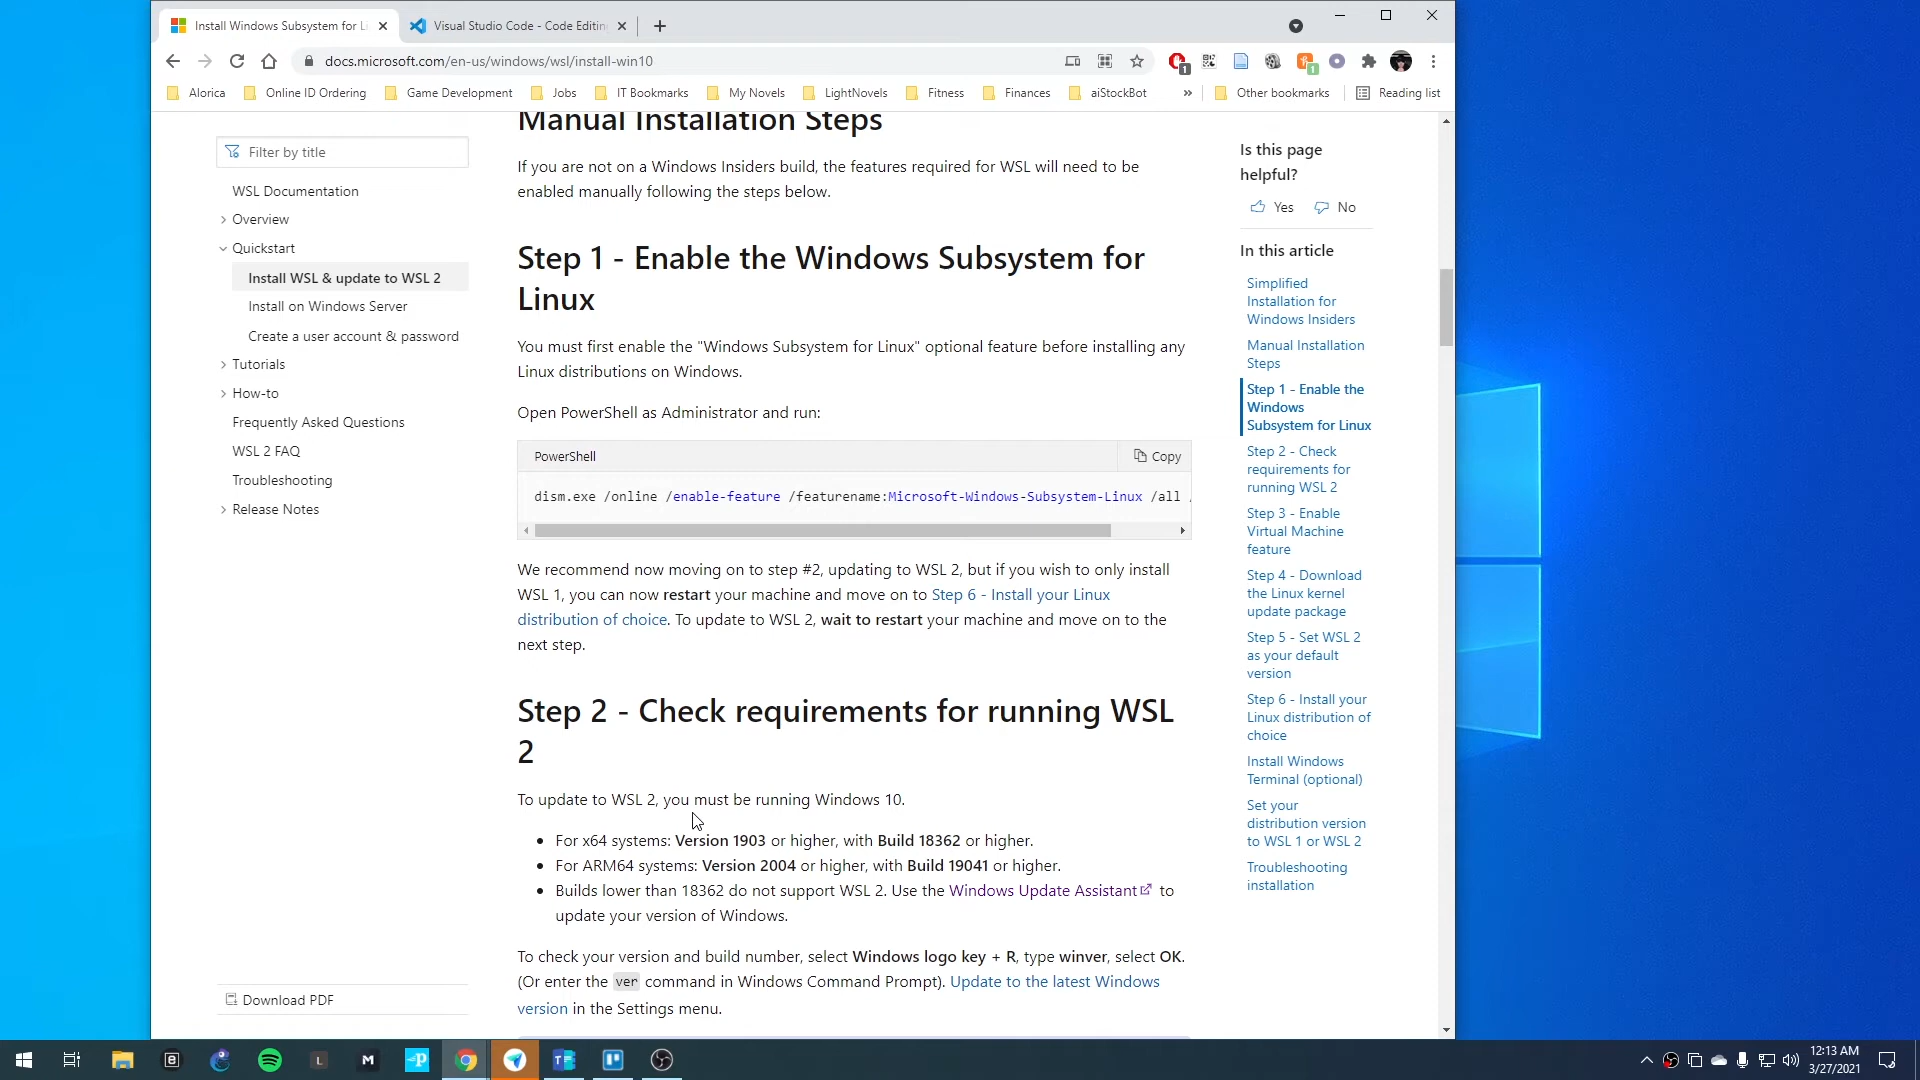 Install Windows Subsystem for Li
Visual Studio Code - Code Editin
docs.microsoft.com/en-us/windows/wsl/install-win10
1
1
Alorica
Online ID Ordering
Game Development
Jobs
IT Bookmarks
My Novels
LightNovels
Fitness
Finances
aiStockBot
»
Other bookmarks
Reading list
Filter by title
WSL Documentation
Overview
Quickstart
Install WSL & update to WSL 2
Install on Windows Server
Create a user account & password
Tutorials
How-to
Frequently Asked Questions
WSL 2 FAQ
Troubleshooting
Release Notes
Download PDF
Manual Installation Steps
If you are not on a Windows Insiders build, the features required for WSL will need to be
enabled manually following the steps below.
Step 1 - Enable the Windows Subsystem for
Linux
You must first enable the "Windows Subsystem for Linux" optional feature before installing any
Linux distributions on Windows.
Open PowerShell as Administrator and run:
PowerShell
Copy
dism.exe /online /enable-feature /featurename:Microsoft-Windows-Subsystem-Linux /all
We recommend now moving on to step #2, updating to WSL 2, but if you wish to only install
WSL 1, you can now restart your machine and move on to Step 6 - Install your Linux
distribution of choice. To update to WSL 2, wait to restart your machine and move on to the
next step.
Step 2 - Check requirements for running WSL
2
To update to WSL 2, you must be running Windows 10.
• For x64 systems: Version 1903 or higher, with Build 18362 or higher.
• For ARM64 systems: Version 2004 or higher, with Build 19041 or higher.
• Builds lower than 18362 do not support WSL 2. Use the Windows Update Assistant to
update your version of Windows.
To check your version and build number, select Windows logo key + R, type winver, select OK.
(Or enter the ver command in Windows Command Prompt). Update to the latest Windows
version in the Settings menu.
Is this page
helpful?
Yes
No
In this article
Simplified
Installation for
Windows Insiders
Manual Installation
Steps
Step 1 - Enable the
Windows
Subsystem for Linux
Step 2 - Check
requirements for
running WSL 2
Step 3 - Enable
Virtual Machine
feature
Step 4 - Download
the Linux kernel
update package
Step 5 - Set WSL 2
as your default
version
Step 6 - Install your
Linux distribution of
choice
Install Windows
Terminal (optional)
Set your
distribution version
to WSL 1 or WSL 2
Troubleshooting
installation
12:13 AM
3/27/2021